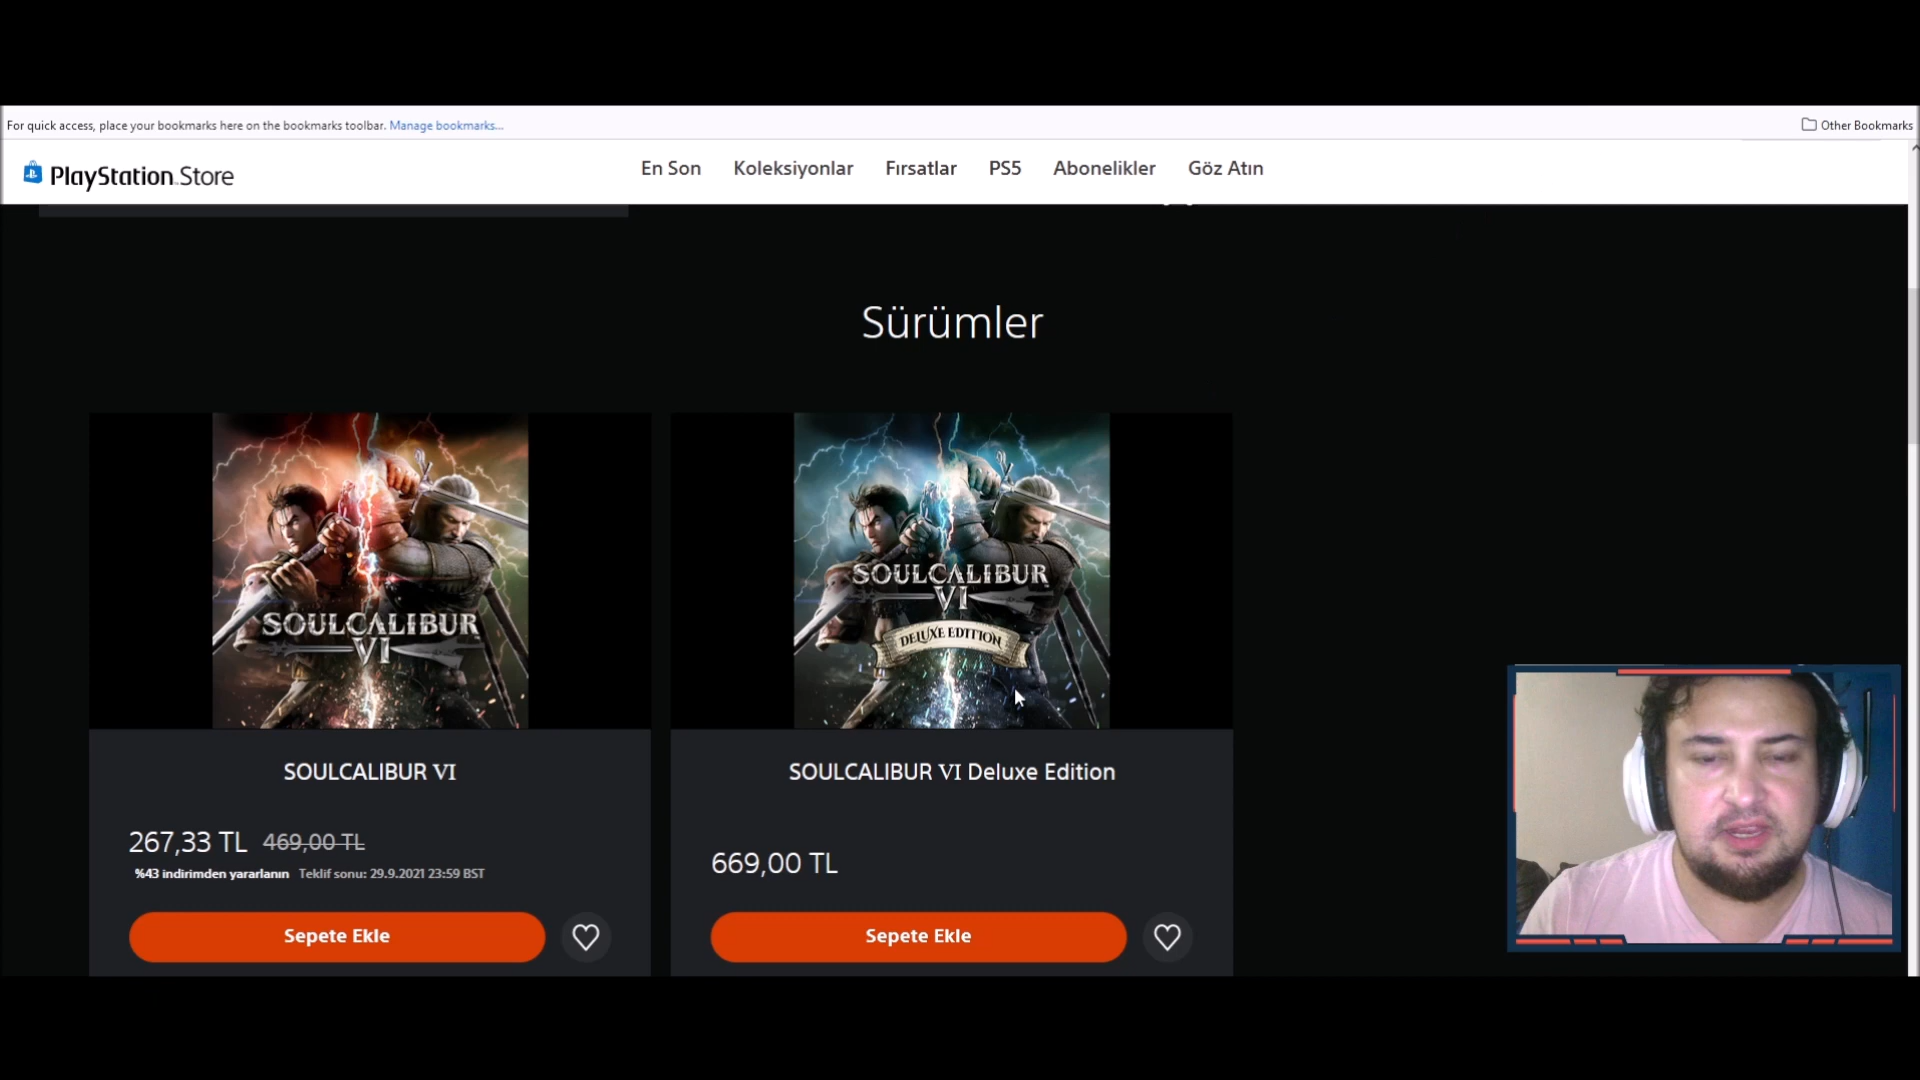 For quick access, place your bookmarks here on the bookmarks toolbar. Manage bookmarks...
Other Bookmarks
PlayStation Store
En Son
Koleksiyonlar
Fırsatlar
PS5
Abonelikler
Göz Atın
Sürümler
SOULCALIBUR
VI
SOULCALIBUR
VI
DELUXE EDITION
SOULCALIBUR VI
SOULCALIBUR VI Deluxe Edition
267,33 TL 469,00 TL
%43 indirimden yararlanın Teklif sonu: 29.9.2021 23:59 BST
669,00 TL
Sepete Ekle
Sepete Ekle